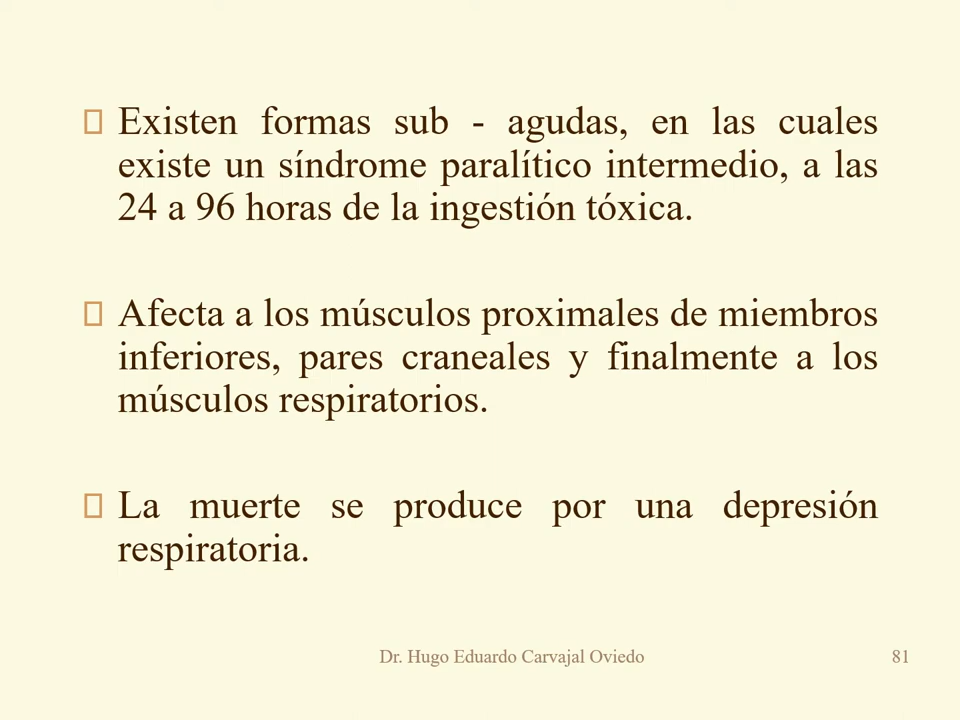 Existen formas sub - agudas, en las cuales
existe un síndrome paralítico intermedio, a las
24 a 96 horas de la ingestión tóxica.
Afecta a los músculos proximales de miembros
inferiores, pares craneales y finalmente a los
músculos respiratorios.
La muerte se produce por una depresión
respiratoria.
Dr. Hugo Eduardo Carvajal Oviedo
81